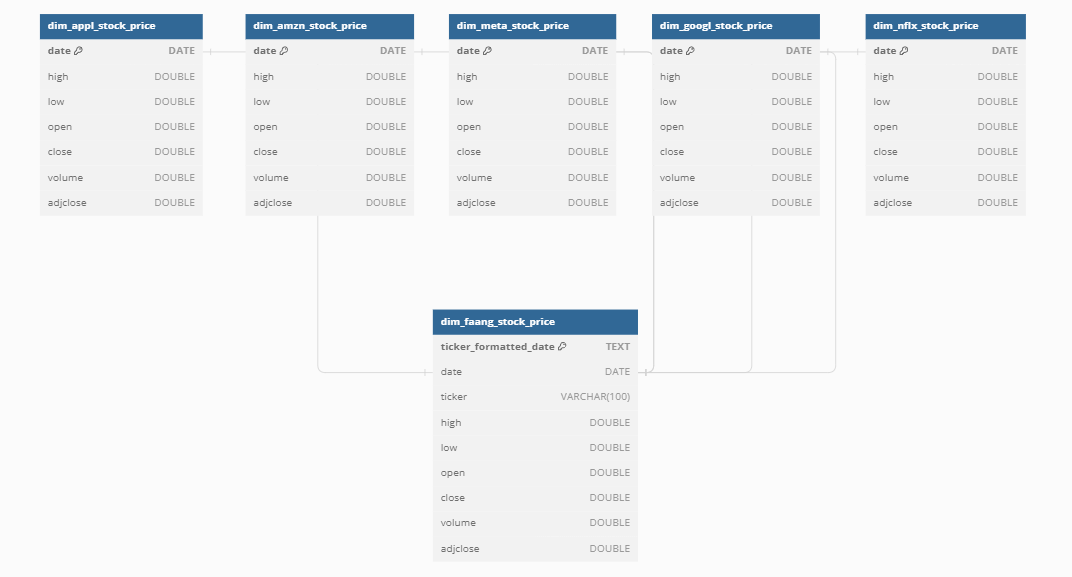 dim_appl_stock_price
date DATE
high DOUBLE
low DOUBLE
open DOUBLE
close DOUBLE
volume DOUBLE
adjclose DOUBLE
dim_amzn_stock_price
date DATE
high DOUBLE
low DOUBLE
open DOUBLE
close DOUBLE
volume DOUBLE
adjclose DOUBLE
dim_meta_stock_price
date DATE
high DOUBLE
low DOUBLE
open DOUBLE
close DOUBLE
volume DOUBLE
adjclose DOUBLE
dim_googl_stock_price
date DATE
high DOUBLE
low DOUBLE
open DOUBLE
close DOUBLE
volume DOUBLE
adjclose DOUBLE
dim_nflx_stock_price
date DATE
high DOUBLE
low DOUBLE
open DOUBLE
close DOUBLE
volume DOUBLE
adjclose DOUBLE
dim_faang_stock_price
ticker_formatted_date TEXT
date DATE
ticker VARCHAR(100)
high DOUBLE
low DOUBLE
open DOUBLE
close DOUBLE
volume DOUBLE
adjclose DOUBLE